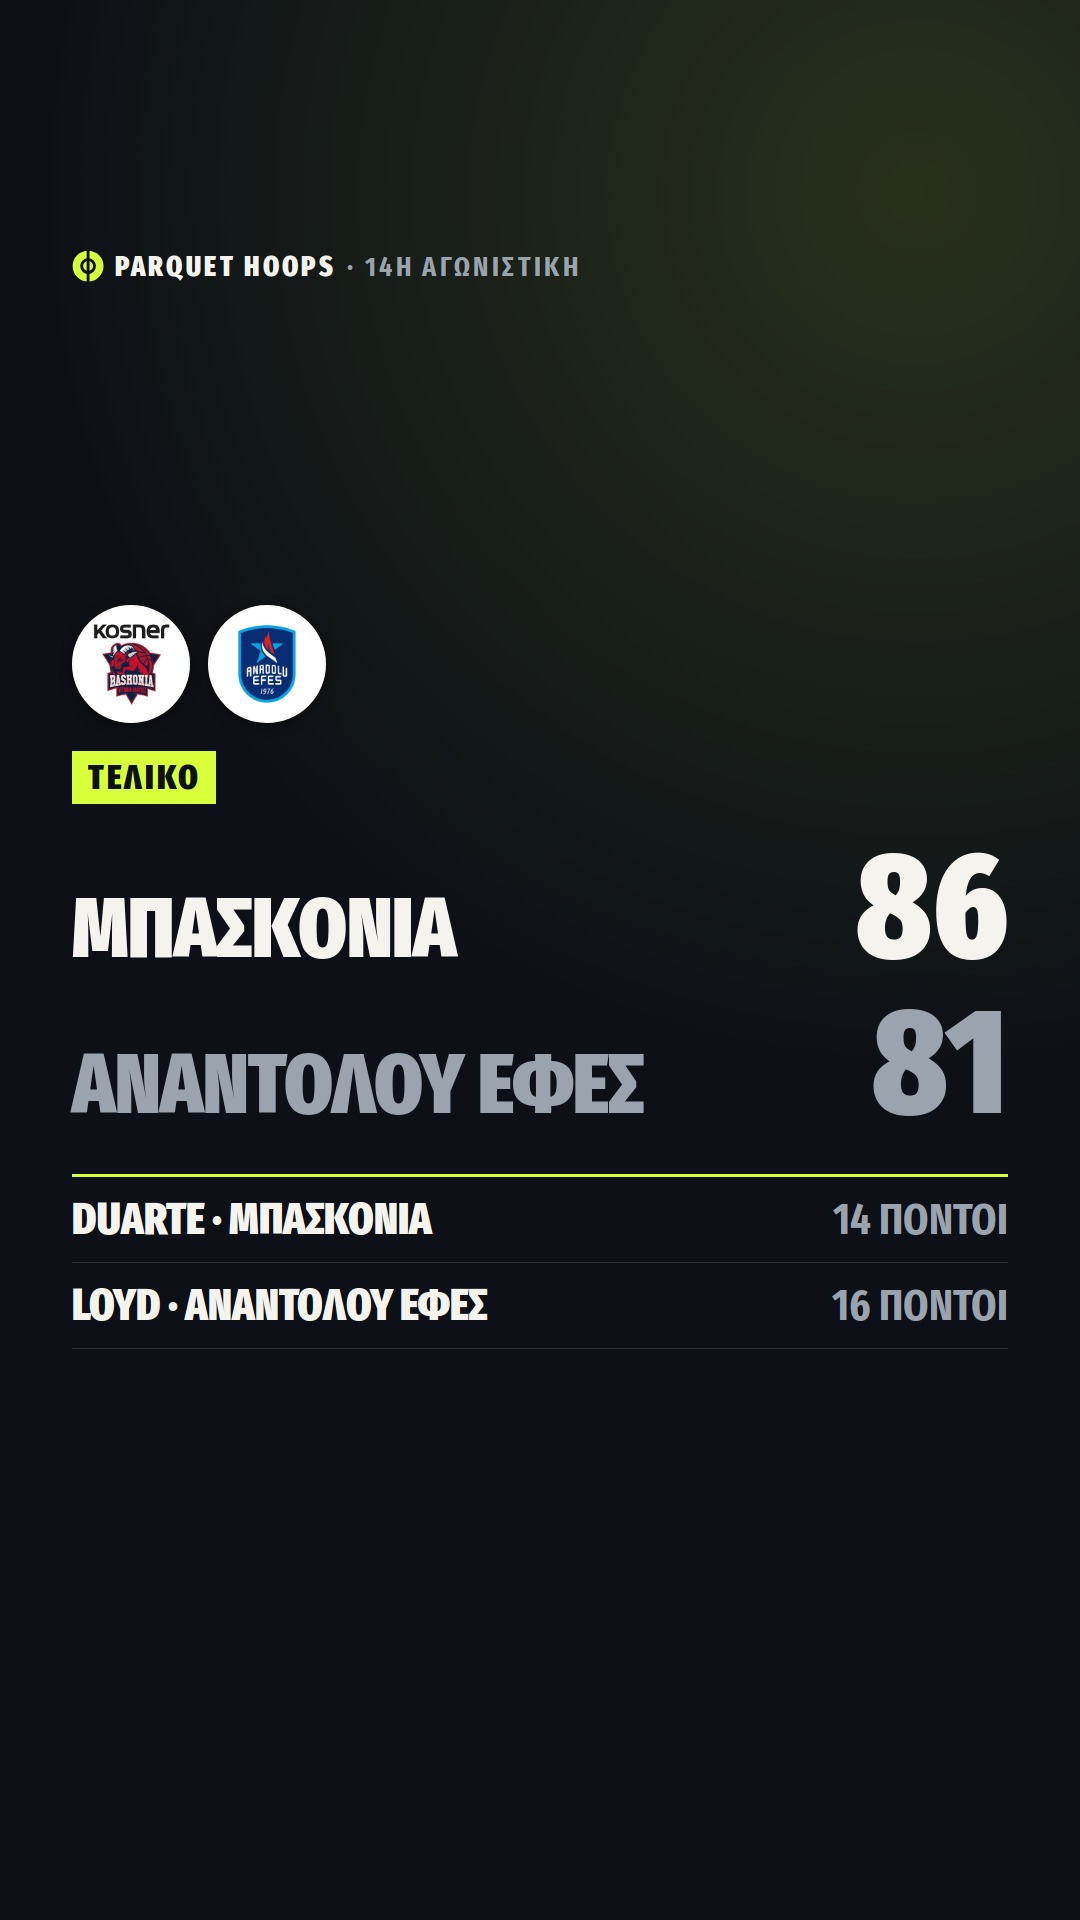 PARQUET HOOPS · 14Η ΑΓΩΝΙΣΤΙΚΗ
kosner
BASKONIA
ANADOLU
EFES
1976
ΤΕΛΙΚΟ
ΜΠΑΣΚΟΝΙΑ 86
ΑΝΑΝΤΟΛΟΥ ΕΦΕΣ 81
DUARTE · ΜΠΑΣΚΟΝΙΑ 14 ΠΟΝΤΟΙ
LOYD · ΑΝΑΝΤΟΛΟΥ ΕΦΕΣ 16 ΠΟΝΤΟΙ